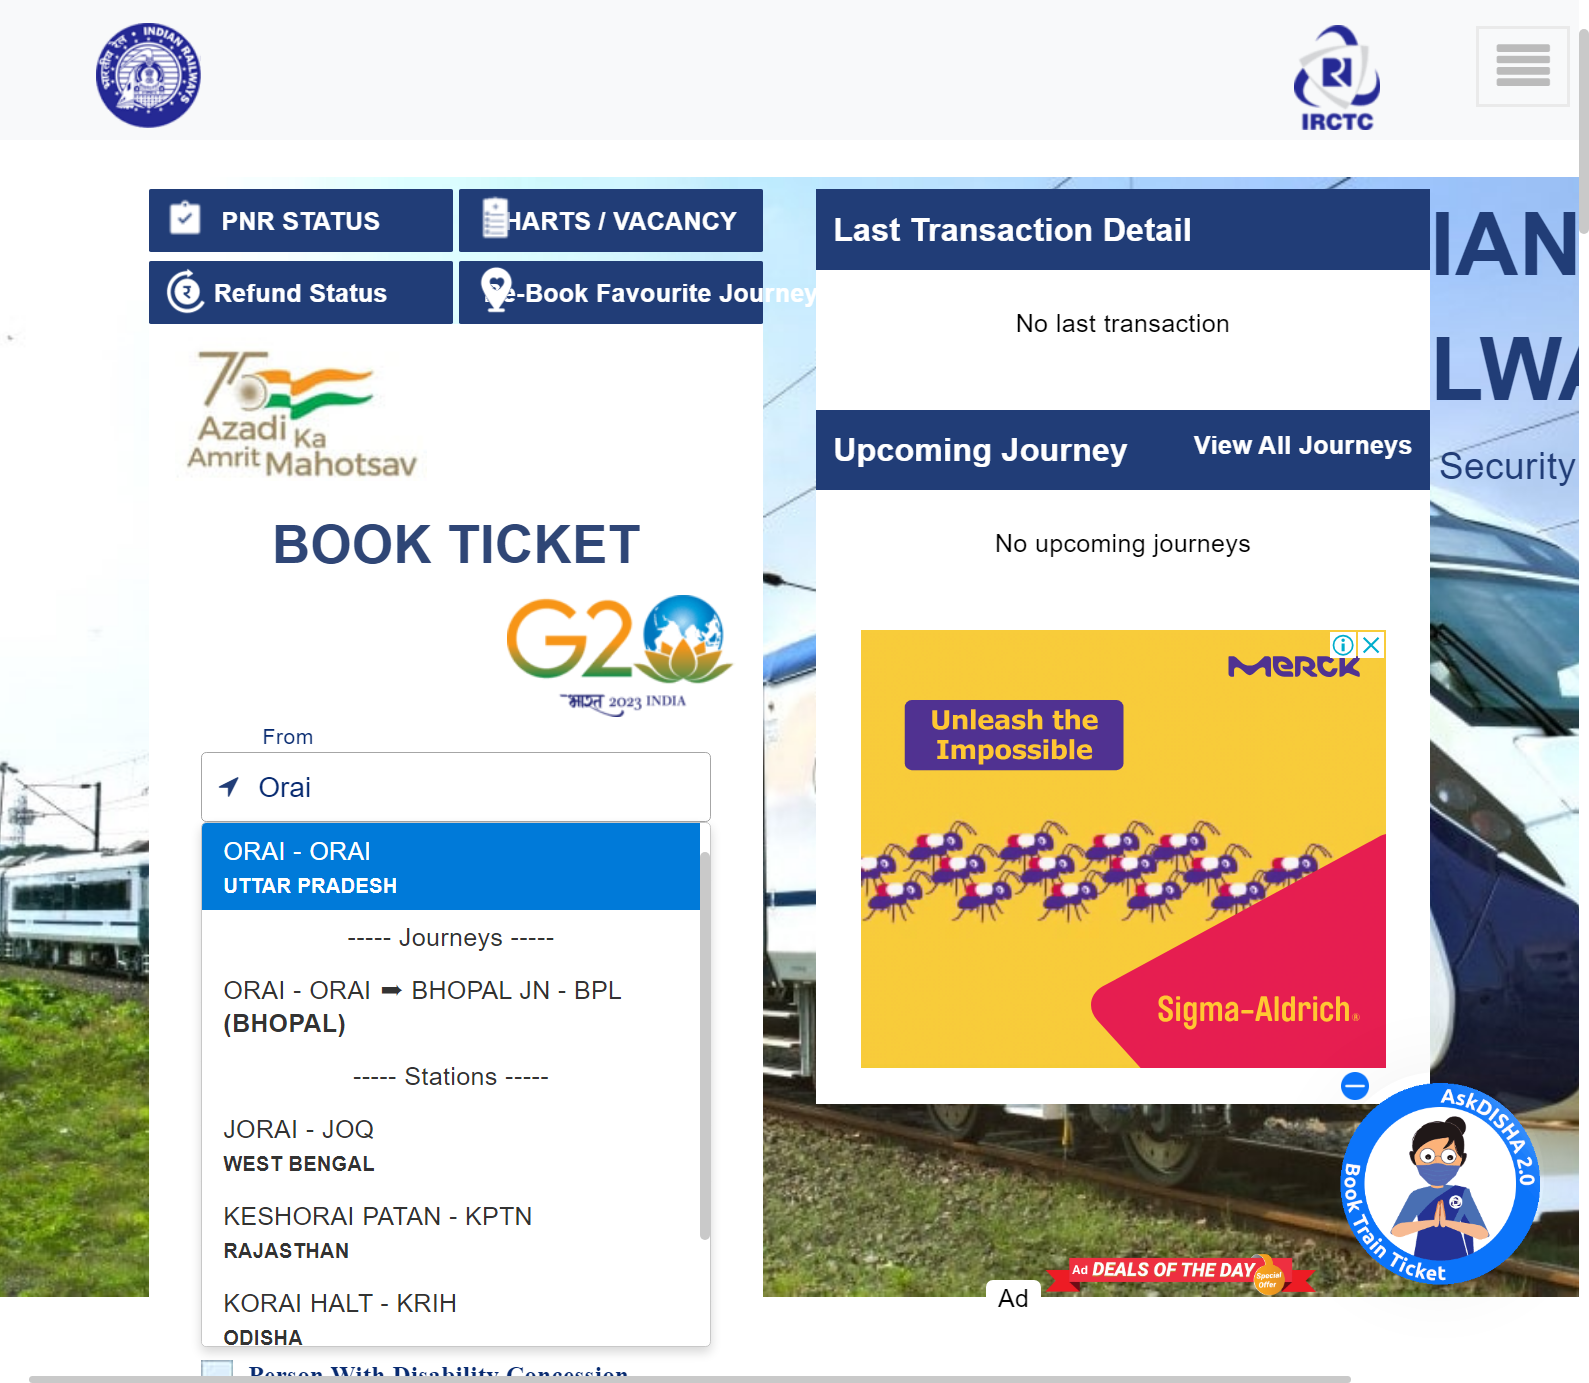 भारतीय रेल • INDIAN RAILWAYS
IRCTC
PNR STATUS
HARTS / VACANCY
Refund Status
e-Book Favourite Journey
Azadi Ka
Amrit Mahotsav
BOOK TICKET
G20
भारत 2023 INDIA
From
Orai
ORAI - ORAI
UTTAR PRADESH
----- Journeys -----
ORAI - ORAI ➡ BHOPAL JN - BPL
(BHOPAL)
----- Stations -----
JORAI - JOQ
WEST BENGAL
KESHORAI PATAN - KPTN
RAJASTHAN
KORAI HALT - KRIH
ODISHA
Person With Disability Concession
Last Transaction Detail
No last transaction
Upcoming Journey
View All Journeys
No upcoming journeys
MERCK
Unleash the
Impossible
Sigma-Aldrich®
IAN
LWA
Security
AskDISHA 2.0
Book Train Ticket
Ad DEALS OF THE DAY
Special
Offer
Ad